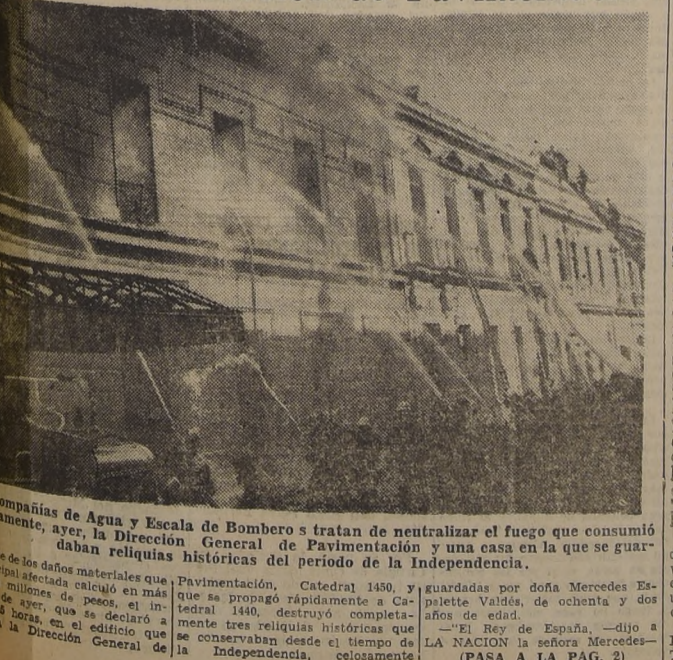 ompañías de Agua y Escala de Bombero s tratan de neutralizar el fuego que consumió
amente, ayer, la Dirección General de Pavimentación y una casa en la que se guar-
daban reliquias históricas del período de la Independencia.
e de los daños materiales que
ipal afectada calculó en más
millones de pesos, el in-
de ayer, que se declaró a
horas, en el edificio que
la Dirección General de
Pavimentación, Catedral 1450, y
que se propagó rápidamente a Ca-
tedral 1440, destruyó completa-
mente tres reliquias históricas que
se conservaban desde el tiempo de
la Independencia, celosamente
guardadas por doña Mercedes Es-
palette Valdés, de ochenta y dos
años de edad.
—"El Rey de España, —dijo a
LA NACION la señora Mercedes—
(PASA A LA PAG. 2)